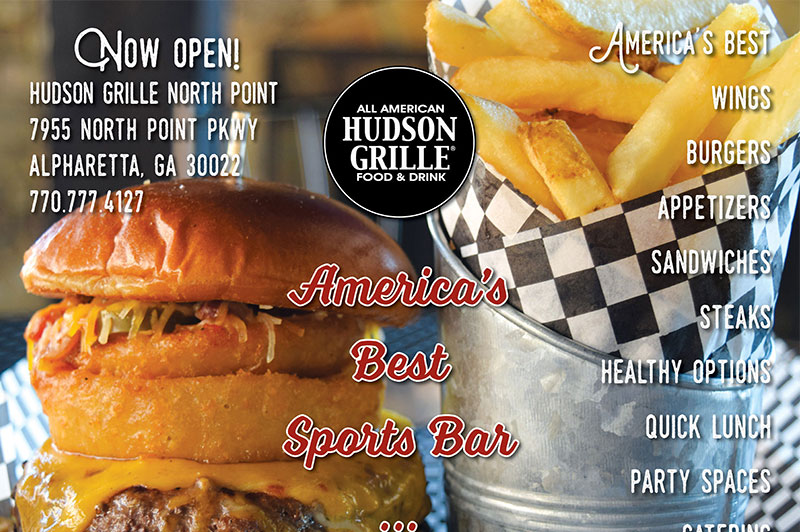 Now open!
HUDSON GRILLE NORTH POINT
7955 NORTH POINT PKWY
ALPHARETTA, GA 30022
770.777.4127
ALL AMERICAN
HUDSON
GRILLE®
FOOD & DRINK
America's
Best
Sports Bar
...
America's best
WINGS
BURGERS
APPETIZERS
SANDWICHES
STEAKS
HEALTHY OPTIONS
QUICK LUNCH
PARTY SPACES
CATERING